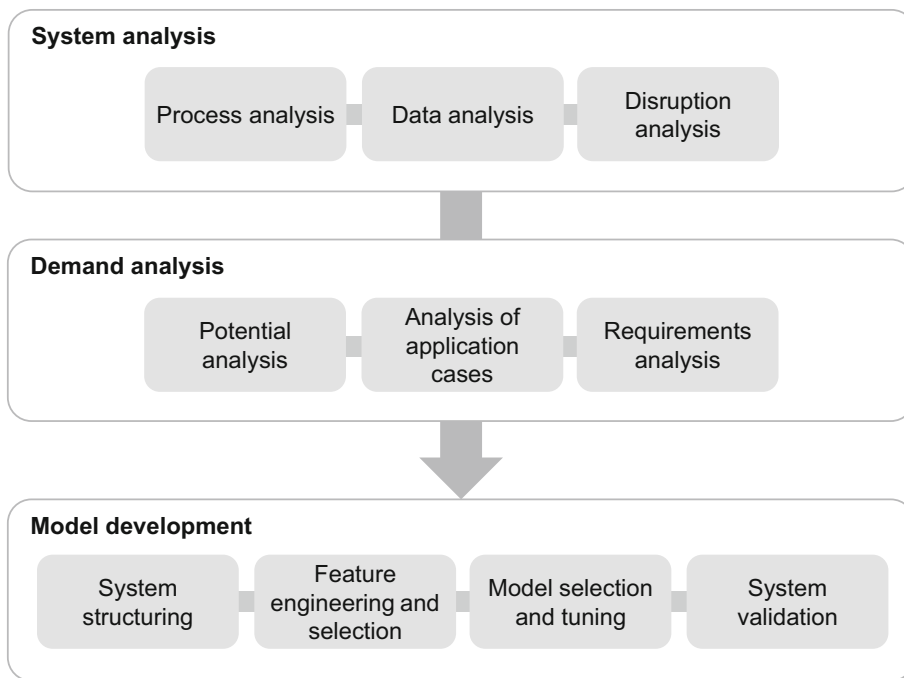 System analysis
Process analysis
Data analysis
Disruption
analysis
Demand analysis
Potential
analysis
Analysis of
application
cases
Requirements
analysis
Model development
System
structuring
Feature
engineering and
selection
Model selection
and tuning
System
validation